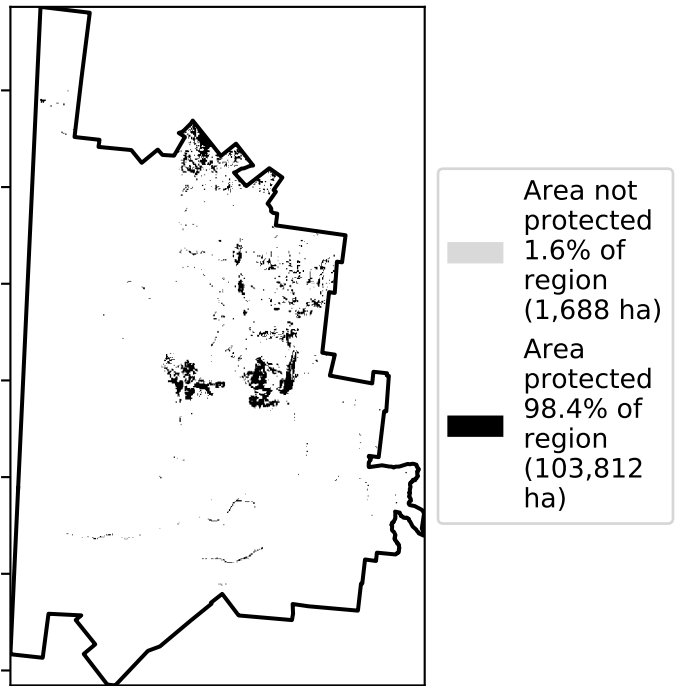 Area not
protected
1.6% of
region
(1,688 ha)
Area
protected
98.4% of
region
(103,812
ha)